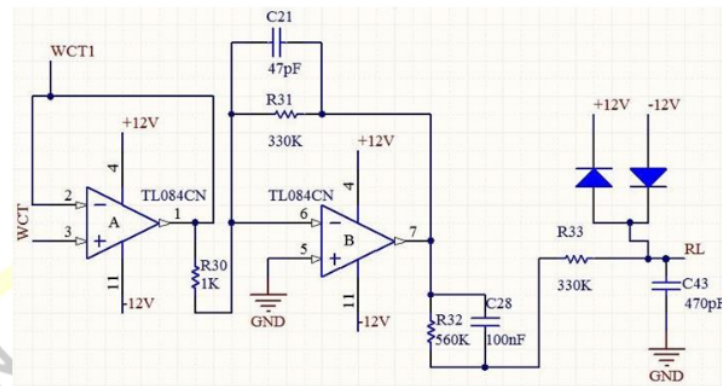 C21
47pF
WCT1
R31
330K
+12V
-12V
+12V
+12V
4
4
TL084CN
TL084CN
2
1
6
7
A
B
WCT
3
5
R30
1K
11
11
-12V
-12V
GND
R33
330K
RL
C43
470pF
R32
560K
C28
100nF
GND